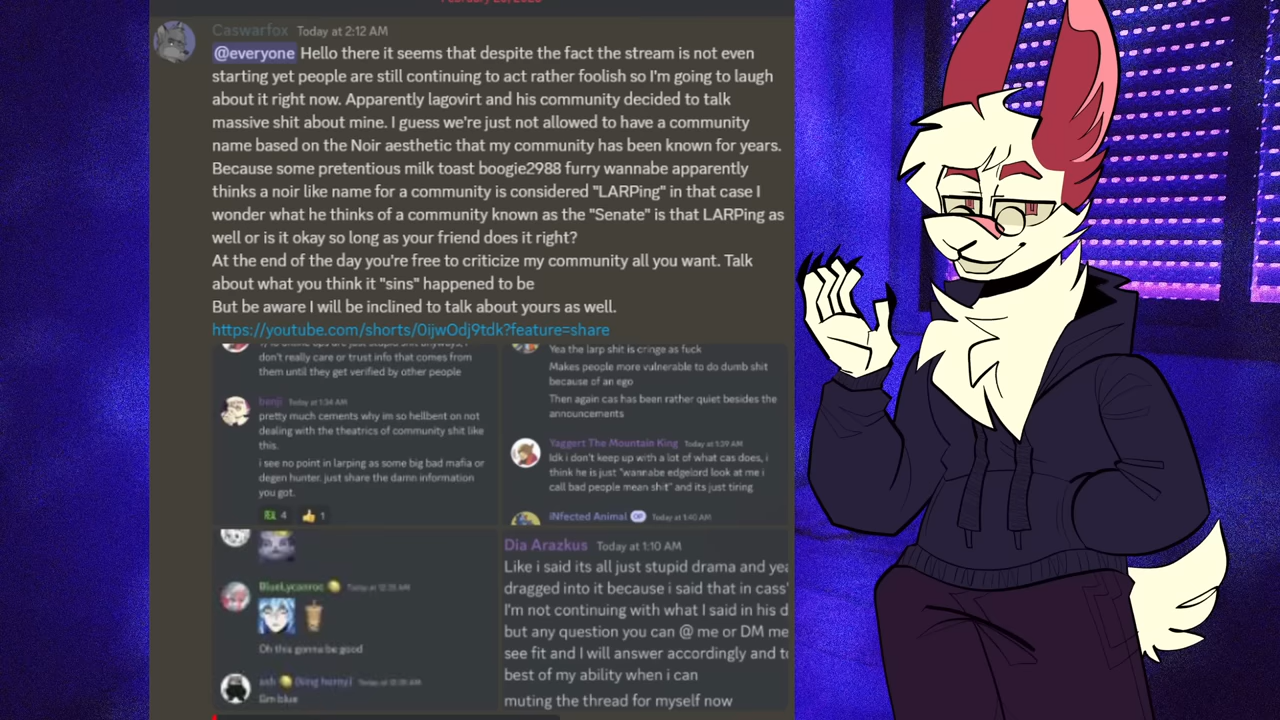 Caswarfox Today at 2:12 AM
@everyone Hello there it seems that despite the fact the stream is not even
starting yet people are still continuing to act rather foolish so I'm going to laugh
about it right now. Apparently lagovirt and his community decided to talk
massive shit about mine. I guess we're just not allowed to have a community
name based on the Noir aesthetic that my community has been known for years.
Because some pretentious milk toast boogie2988 furry wannabe apparently
thinks a noir like name for a community is considered "LARPing" in that case I
wonder what he thinks of a community known as the "Senate" is that LARPing as
well or is it okay so long as your friend does it right?
At the end of the day you're free to criticize my community all you want. Talk
about what you think it "sins" happened to be
But be aware I will be inclined to talk about yours as well.
https://youtube.com/shorts/0ijwOdj9tdk?feature=share
don't really care or trust info that comes from
them until they get verified by other people
benji Today at 1:34 AM
pretty much cements why im so hellbent on not
dealing with the theatrics of community shit like
this.
i see no point in larping as some big bad mafia or
degen hunter. just share the damn information
you got.
4 1
Yea the larp shit is cringe as fuck
Makes people more vulnerable to do dumb shit
because of an ego
Then again cas has been rather quiet besides the
announcements
Yaggert The Mountain King Today at 1:39 AM
Idk i don't keep up with a lot of what cas does, i
think he is just "wannabe edgelord look at me i
call bad people mean sh!t" and its just tiring
iNfected Animal OP Today at 1:40 AM
BlueLycanroc
Oh this gonna be good
Dia Arazkus Today at 1:10 AM
Like i said its all just stupid drama and yea
dragged into it because i said that in cass'
I'm not continuing with what I said in his d
but any question you can @ me or DM me
see fit and I will answer accordingly and to
best of my ability when i can
muting the thread for myself now